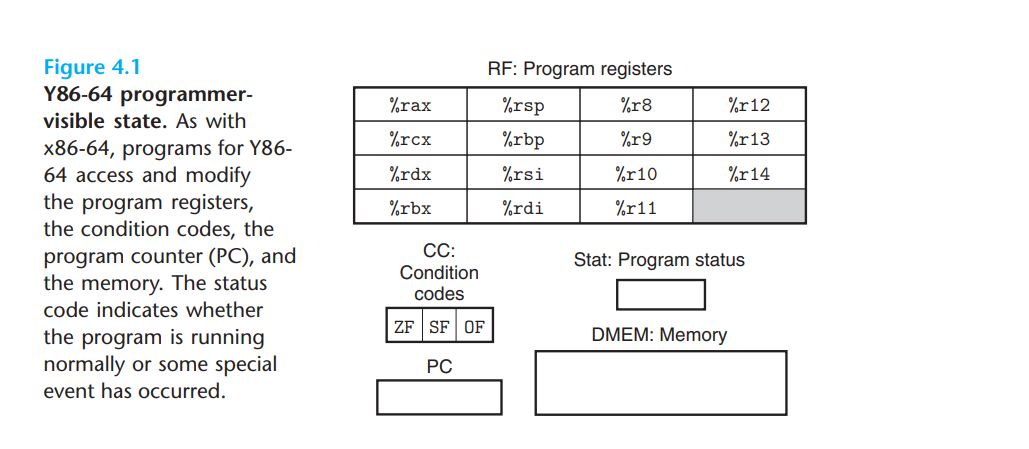 Figure 4.1
Y86-64 programmer-
visible state. As with
x86-64, programs for Y86-
64 access and modify
the program registers,
the condition codes, the
program counter (PC), and
the memory. The status
code indicates whether
the program is running
normally or some special
event has occurred.
RF: Program registers
%rax %rsp %r8 %r12
%rcx %rbp %r9 %r13
%rdx %rsi %r10 %r14
%rbx %rdi %r11
CC:
Condition
codes
ZF SF OF
PC
Stat: Program status
DMEM: Memory